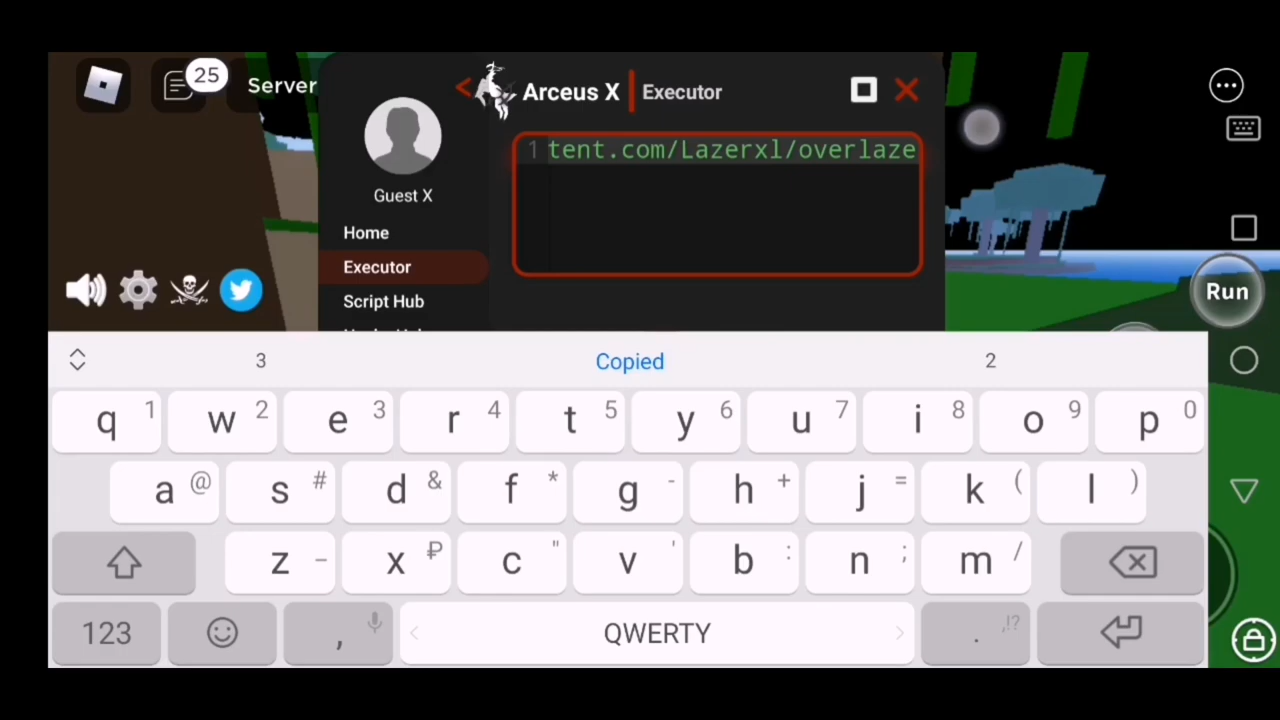 25
Server
Arceus X
Executor
1 tent.com/Lazerxl/overlaze
Guest X
Home
Executor
Script Hub
Run
3 Copied 2
q 1 w 2 e 3 r 4 t 5 y 6 u 7 i 8 o 9 p 0
a @ s # d & f * g - h + j = k ( l )
z – x ₽ c " v ' b : n ; m /
123 , QWERTY . ,!?